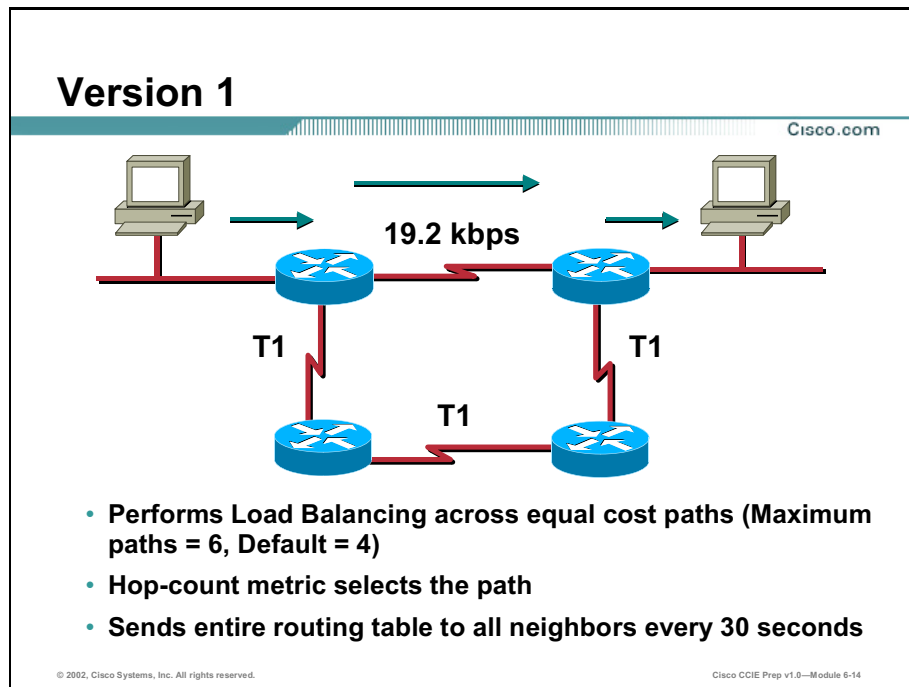 Version 1
Cisco.com
19.2 kbps
T1
T1
T1
• Performs Load Balancing across equal cost paths (Maximum
paths = 6, Default = 4)
• Hop-count metric selects the path
• Sends entire routing table to all neighbors every 30 seconds
© 2002, Cisco Systems, Inc. All rights reserved.
Cisco CCIE Prep v1.0—Module 6-14